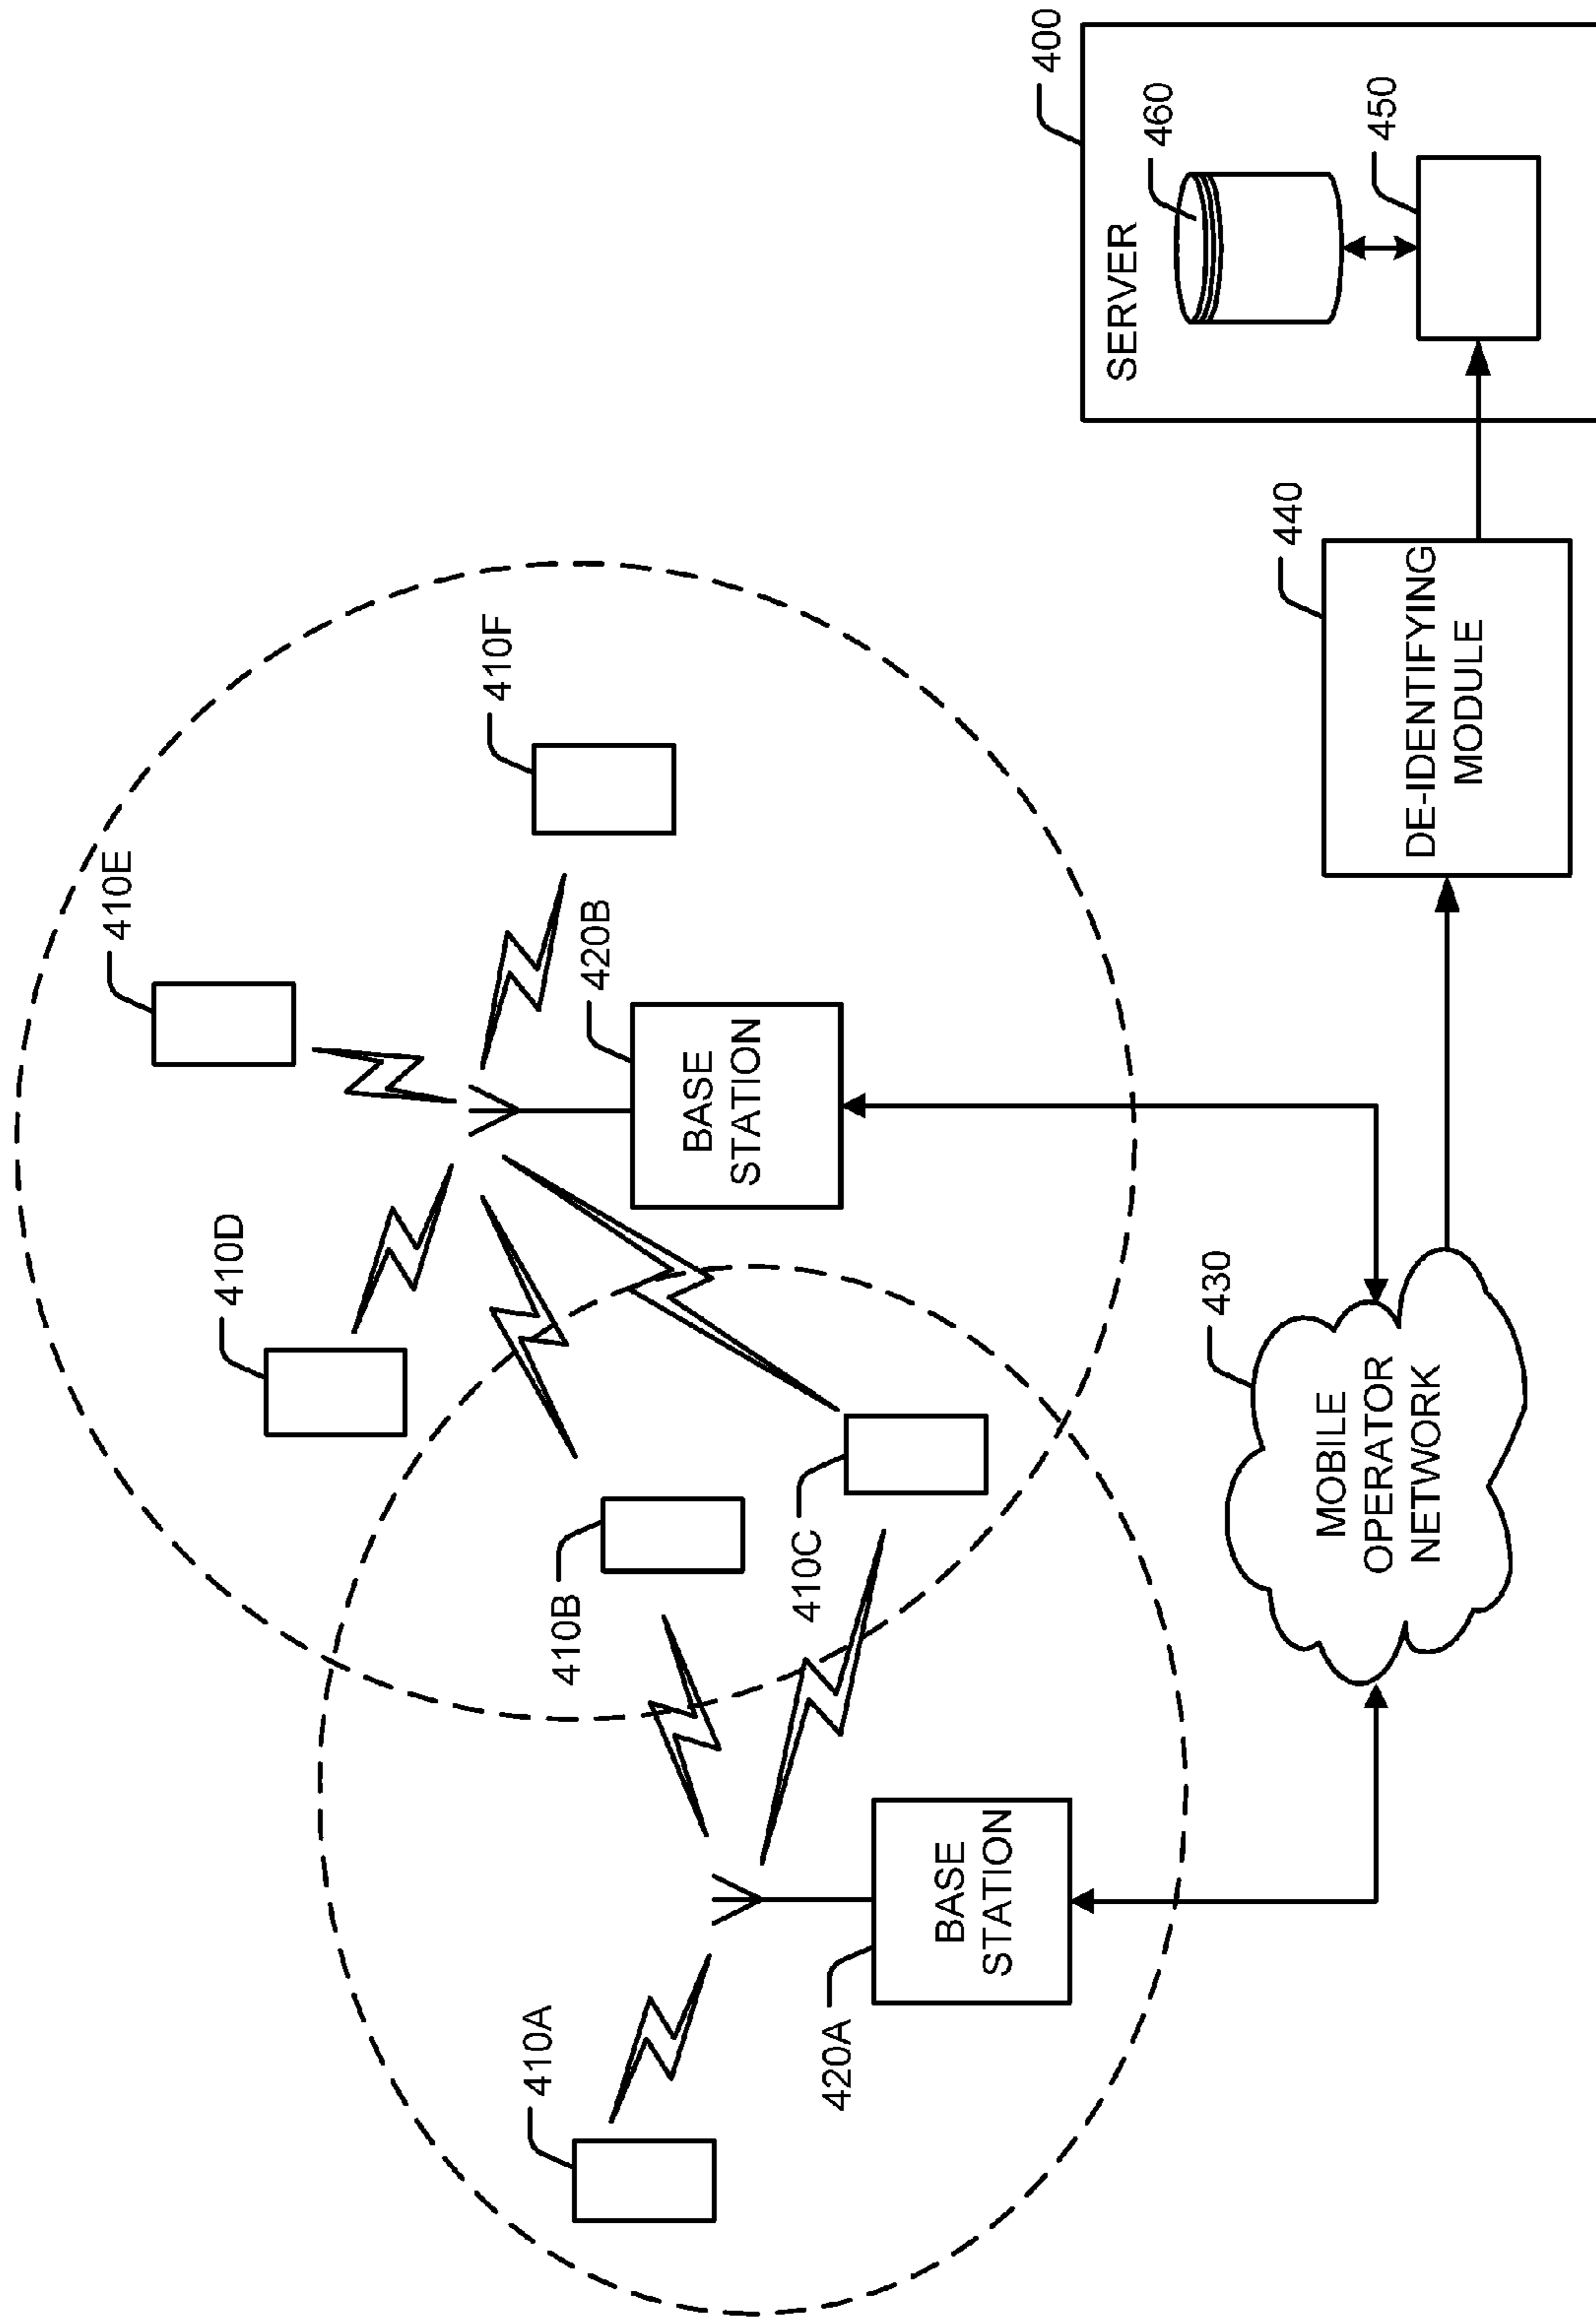 410E
410D
410F
410B
420B
410A
410C
BASE
STATION
420A
BASE
STATION
430
MOBILE
OPERATOR
NETWORK
440
DE-IDENTIFYING
MODULE
400
SERVER
460
450